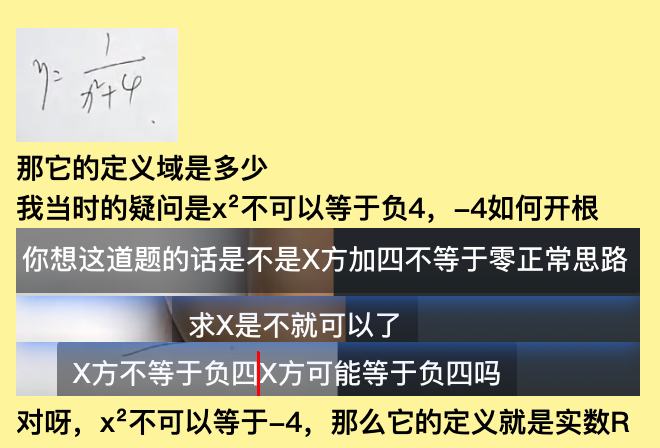 y= 1/x²+4
那它的定义域是多少
我当时的疑问是x²不可以等于负4，-4如何开根
你想这道题的话是不是X方加四不等于零正常思路
求X是不就可以了
X方不等于负四X方可能等于负四吗
对呀，x²不可以等于-4，那么它的定义就是实数R